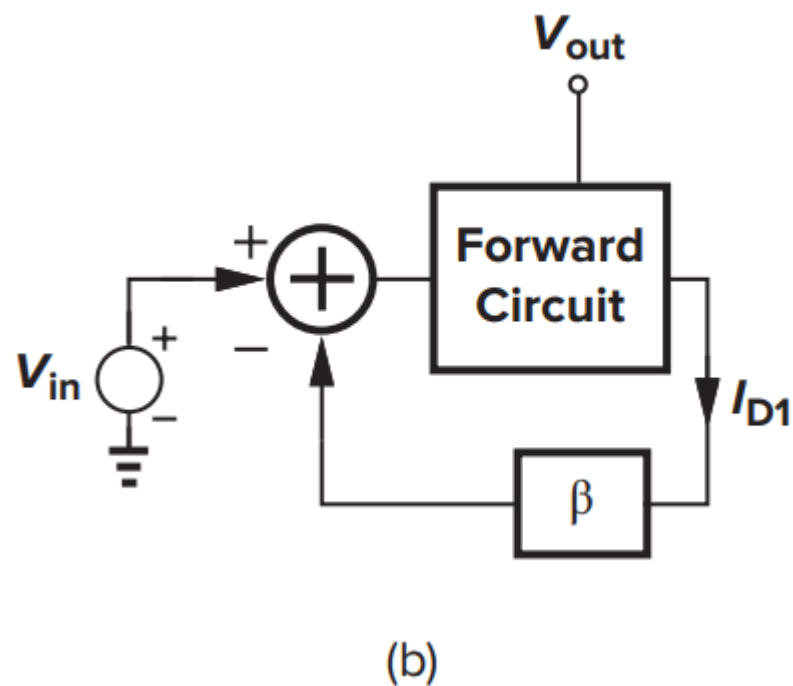 Vout
+
Forward
Circuit
+
−
Vin
+
−
ID1
β
(b)